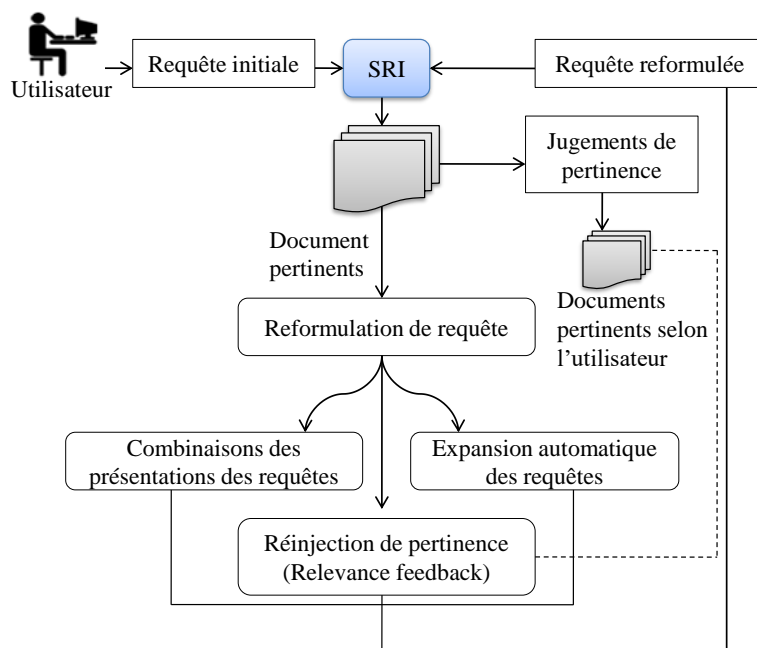 Utilisateur
Requête initiale
SRI
Requête reformulée
Jugements de
pertinence
Document
pertinents
Documents
pertinents selon
l’utilisateur
Reformulation de requête
Combinaisons des
présentations des requêtes
Expansion automatique
des requêtes
Réinjection de pertinence
(Relevance feedback)